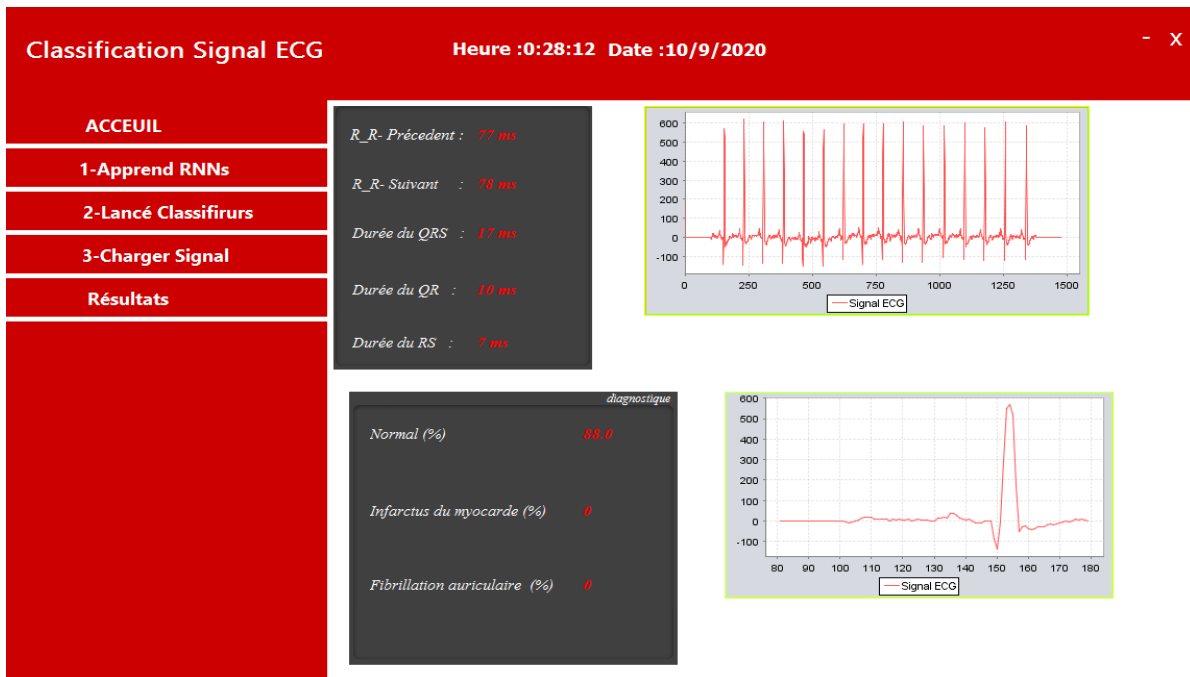 Classification Signal ECG
Heure :0:28:12 Date :10/9/2020
- x
ACCEUIL
1-Apprend RNNs
2-Lancé Classifirurs
3-Charger Signal
Résultats
R_R- Précedent : 77 ms
R_R- Suivant : 78 ms
Durée du QRS : 17 ms
Durée du QR : 10 ms
Durée du RS : 7 ms
600
500
400
300
200
100
0
-100
0 250 500 750 1000 1250 1500
Signal ECG
diagnostique
Normal (%) 88.0
Infarctus du myocarde (%) 0
Fibrillation auriculaire (%) 0
600
500
400
300
200
100
0
-100
80 90 100 110 120 130 140 150 160 170 180
Signal ECG